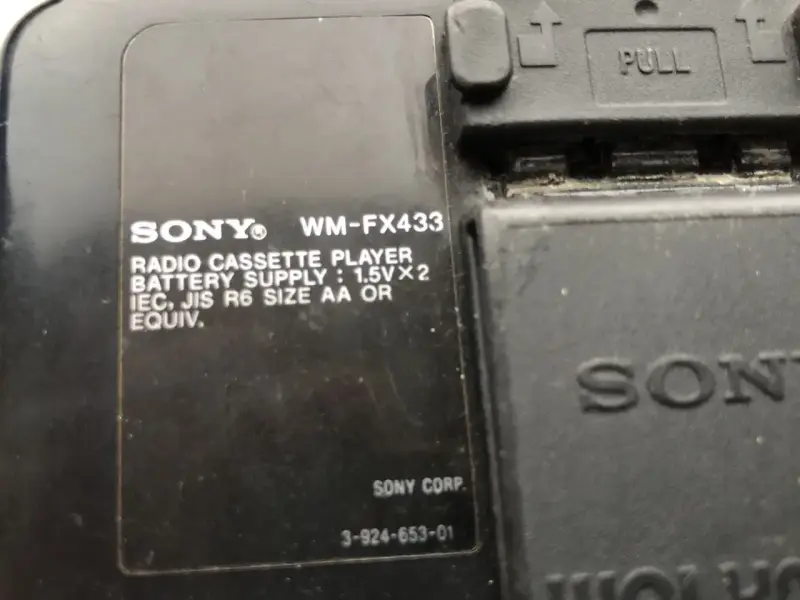 PULL
SONY® WM-FX433
RADIO CASSETTE PLAYER
BATTERY SUPPLY : 1.5V×2
IEC, JIS R6 SIZE AA OR
EQUIV.
SONY
SONY CORP.
3-924-653-01